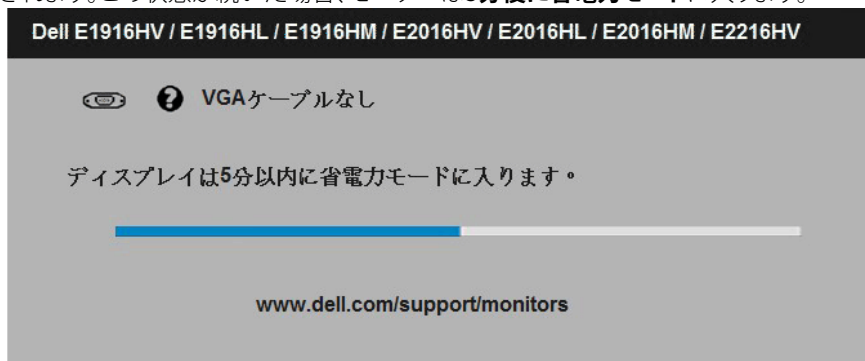 Dell E1916HV / E1916HL / E1916HM / E2016HV / E2016HL / E2016HM / E2216HV
VGAケーブルなし
ディスプレイは5分以内に省電力モードに入ります。
www.dell.com/support/monitors